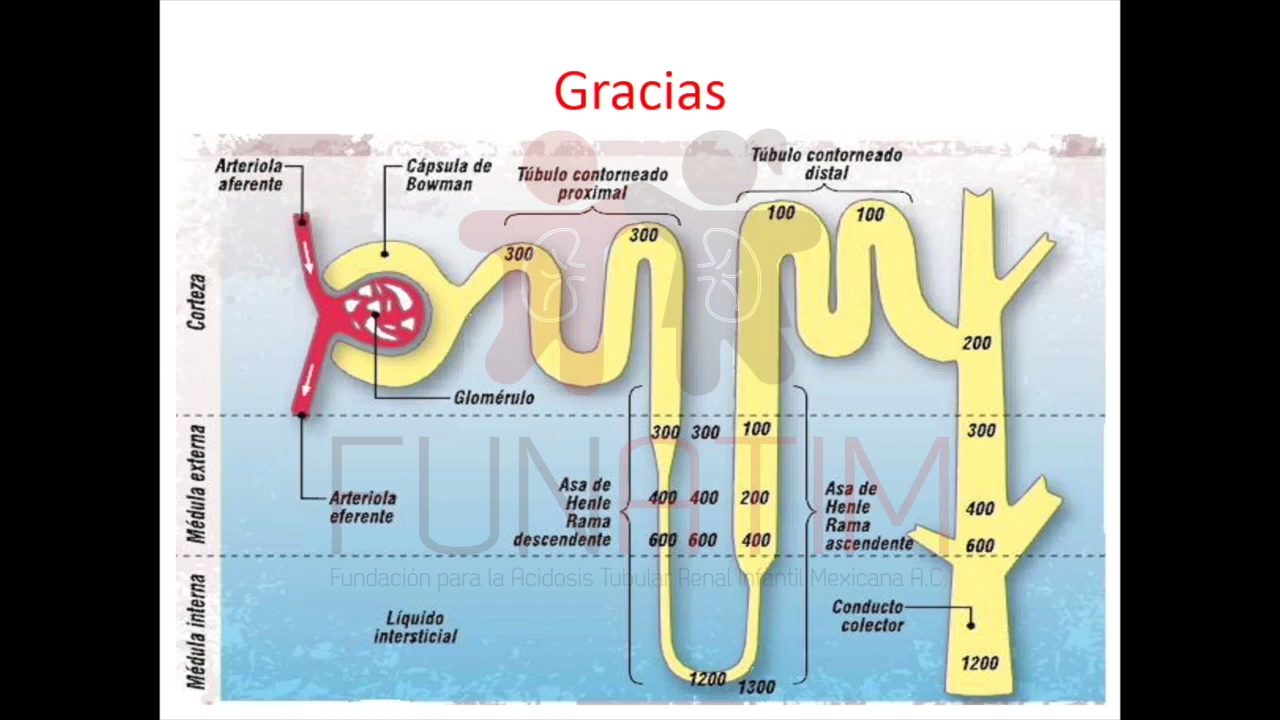 Gracias
Arteriola
aferente
Cápsula de
Bowman
Túbulo contorneado
proximal
Túbulo contorneado
distal
300
300
100
100
Corteza
200
Glomérulo
Médula externa
300 300 100
300
Arteriola
eferente
Asa de
Henle
Rama
descendente
400 400 200
600 600 400
Asa de
Henle
Rama
ascendente
400
600
FUNATIM
Fundación para la Acidosis Tubular Renal Infantil Mexicana A.C
Médula interna
Líquido
intersticial
Conducto
colector
1200
1200
1300